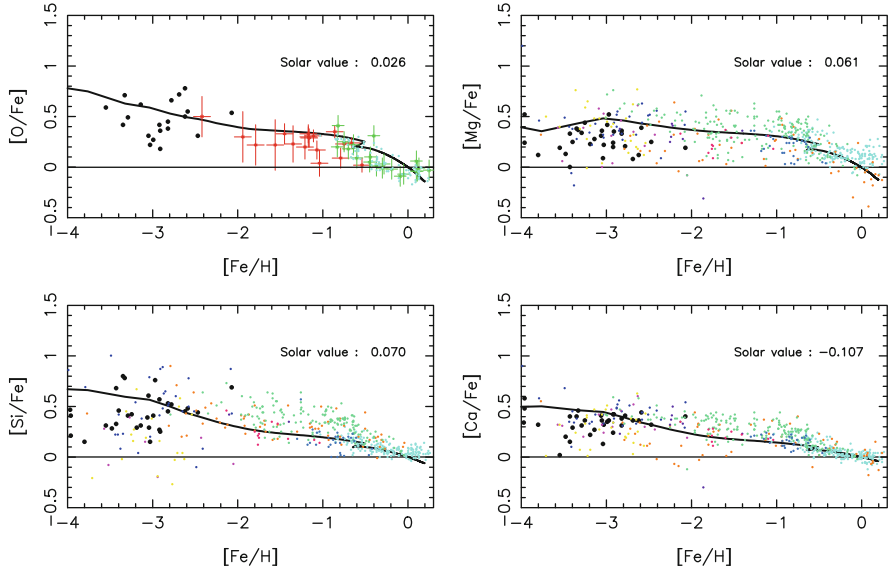 1.5
1
0.5
0
0.5
[O/Fe]
Solar value : 0.026
−4 −3 −2 −1 0
[Fe/H]
1.5
1
0.5
0
0.5
[Mg/Fe]
Solar value : 0.061
−4 −3 −2 −1 0
[Fe/H]
1.5
1
0.5
0
0.5
[Si/Fe]
Solar value : 0.070
−4 −3 −2 −1 0
[Fe/H]
1.5
1
0.5
0
0.5
[Ca/Fe]
Solar value : −0.107
−4 −3 −2 −1 0
[Fe/H]